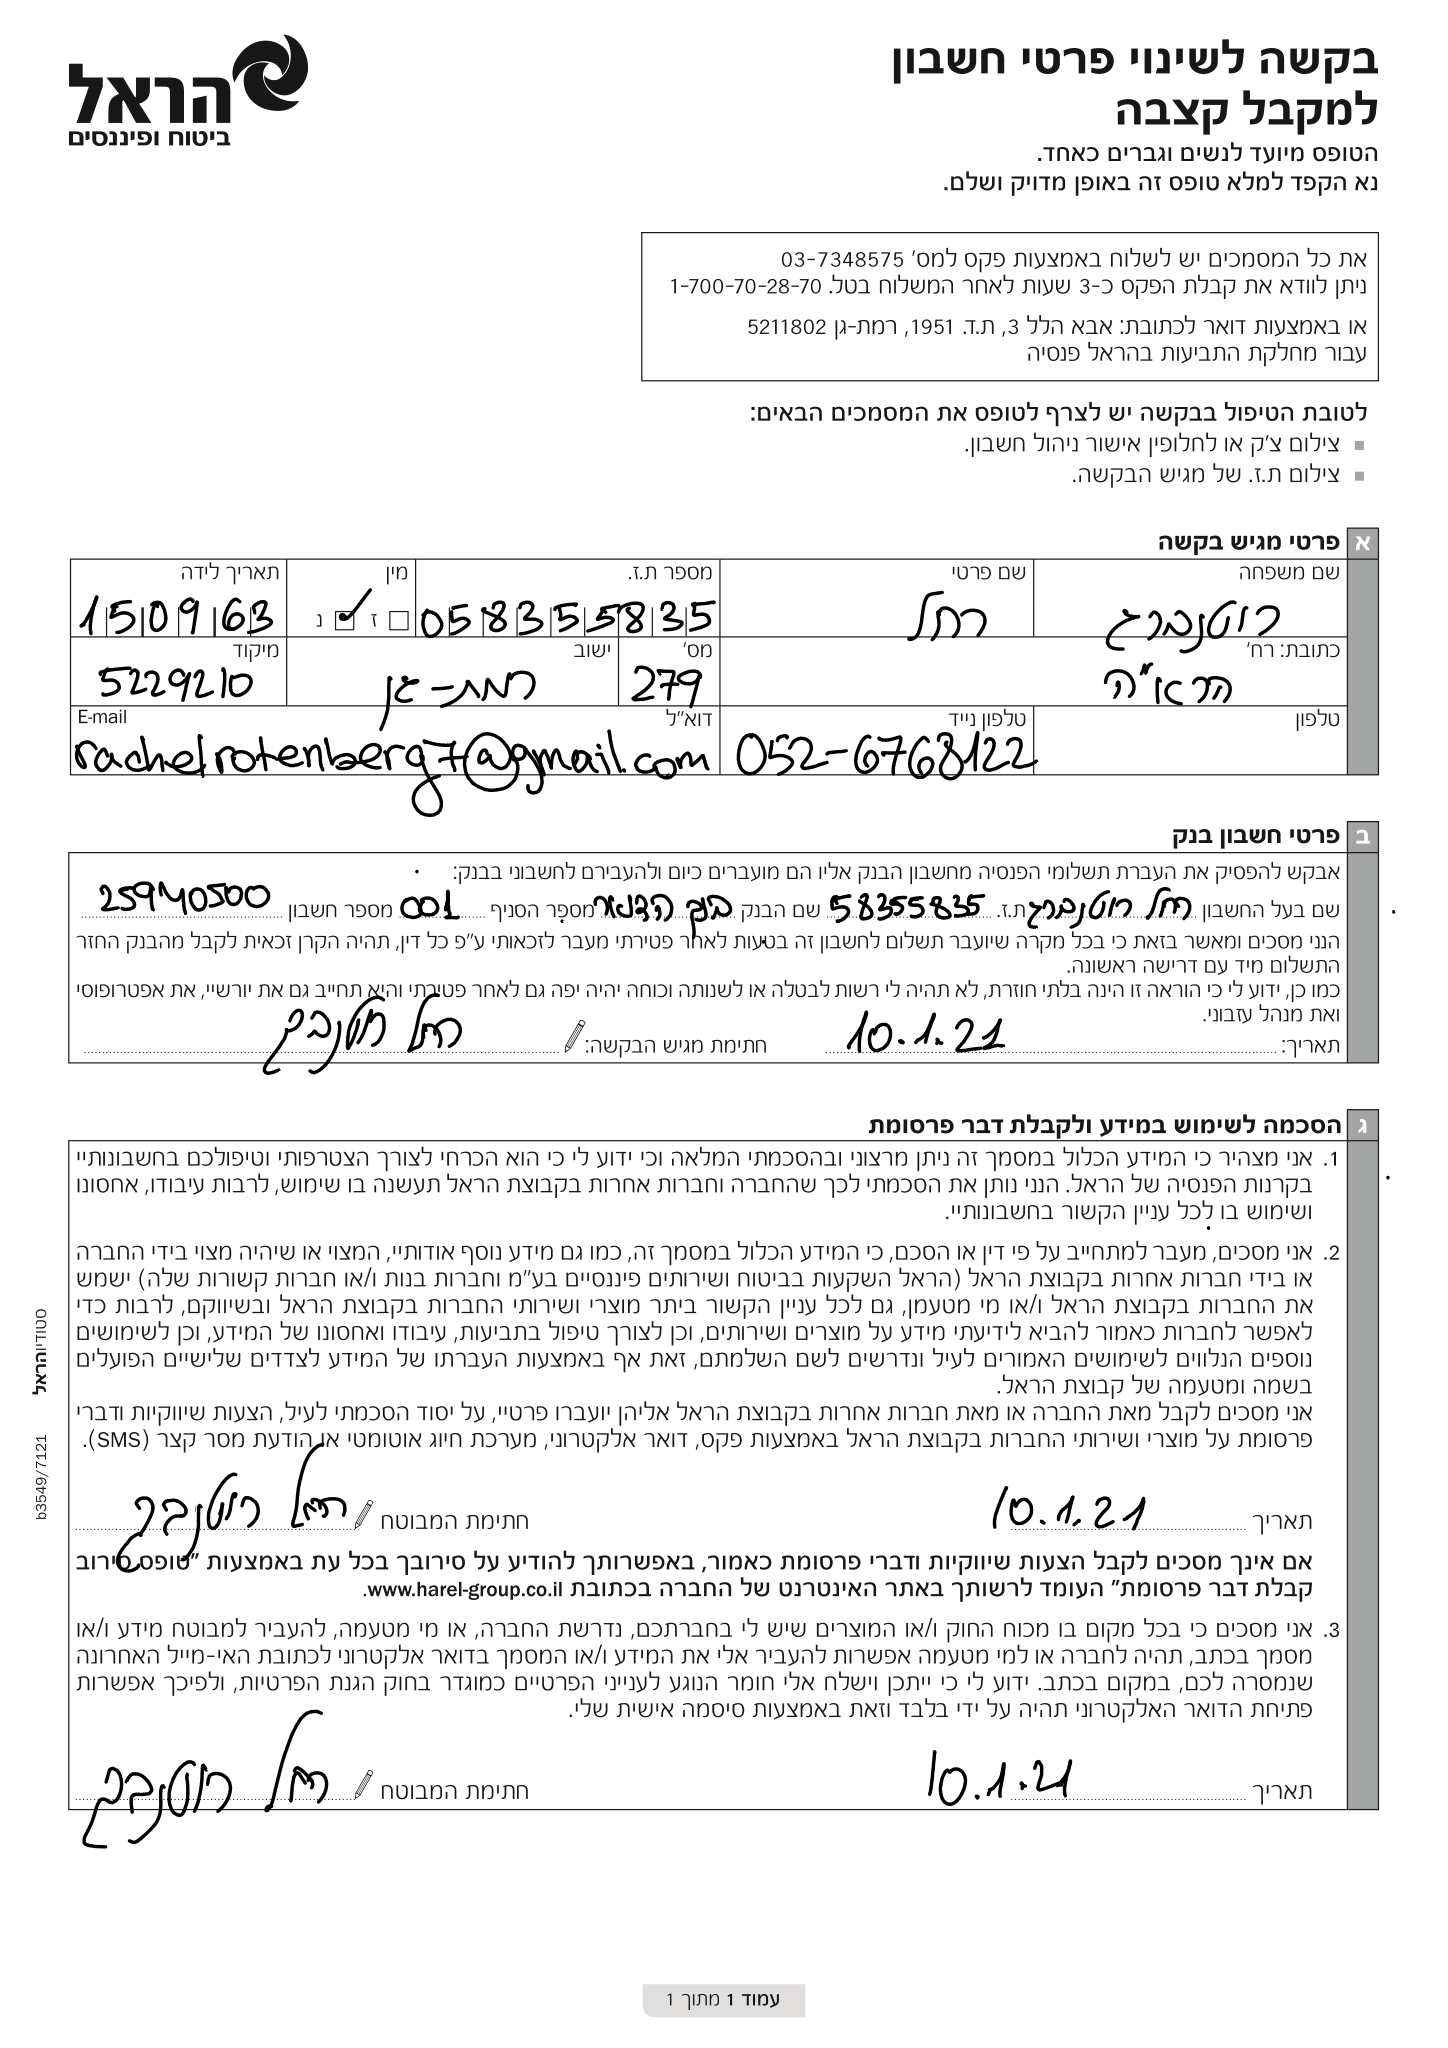 הראל
ביטוח ופיננסים
בקשה לשינוי פרטי חשבון
למקבל קצבה
הטופס מיועד לנשים וגברים כאחד.
נא הקפד למלא טופס זה באופן מדויק ושלם.
את כל המסמכים יש לשלוח באמצעות פקס למס' 03-7348575
ניתן לוודא את קבלת הפקס כ-3 שעות לאחר המשלוח בטל. 1-700-70-28-70
או באמצעות דואר לכתובת: אבא הלל 3, ת.ד. 1951, רמת-גן 5211802
עבור מחלקת התביעות בהראל פנסיה
לטובת הטיפול בבקשה יש לצרף לטופס את המסמכים הבאים:
צילום צ'ק או לחלופין אישור ניהול חשבון.
צילום ת.ז. של מגיש הבקשה.
א פרטי מגיש בקשה
שם משפחה שם פרטי מספר ת.ז. מין תאריך לידה
רוטנברג רחל 058355835 ז נ 150963
כתובת: רח' מס' ישוב מיקוד
הרא"ה 279 רמת-גן 5229210
טלפון טלפון נייד דוא"ל E-mail
052-6768122 rachelrotenberg7@gmail.com
ב פרטי חשבון בנק
אבקש להפסיק את העברת תשלומי הפנסיה מחשבון הבנק אליו הם מועברים כיום ולהעבירם לחשבוני בבנק:
שם בעל החשבון רחל רוטנברג ת.ז. 58355835 שם הבנק בנק הדואר מספר הסניף 001 מספר חשבון 25940500
הנני מסכים ומאשר בזאת כי בכל מקרה שיועבר תשלום לחשבון זה בטעות לאחר פטירתי מעבר לזכאותי ע"פ כל דין, תהיה הקרן זכאית לקבל מהבנק החזר
התשלום מיד עם דרישה ראשונה.
כמו כן, ידוע לי כי הוראה זו הינה בלתי חוזרת, לא תהיה לי רשות לבטלה או לשנותה וכוחה יהיה יפה גם לאחר פטירתי והיא תחייב גם את יורשיי, את אפטרופוסי
ואת מנהל עזבוני.
תאריך: 10.1.21 חתימת מגיש הבקשה: רחל רוטנברג
ג הסכמה לשימוש במידע ולקבלת דבר פרסומת
1. אני מצהיר כי המידע הכלול במסמך זה ניתן מרצוני ובהסכמתי המלאה וכי ידוע לי כי הוא הכרחי לצורך הצטרפותי וטיפולכם בחשבונותיי
בקרנות הפנסיה של הראל. הנני נותן את הסכמתי לכך שהחברה וחברות אחרות בקבוצת הראל תעשנה בו שימוש, לרבות עיבודו, אחסונו
ושימוש בו לכל עניין הקשור בחשבונותיי.
2. אני מסכים, מעבר למתחייב על פי דין או הסכם, כי המידע הכלול במסמך זה, כמו גם מידע נוסף אודותיי, המצוי או שיהיה מצוי בידי החברה
או בידי חברות אחרות בקבוצת הראל (הראל השקעות בביטוח ושירותים פיננסיים בע"מ וחברות בנות ו/או חברות קשורות שלה) ישמש
את החברות בקבוצת הראל ו/או מי מטעמן, גם לכל עניין הקשור ביתר מוצרי ושירותי החברות בקבוצת הראל ובשיווקם, לרבות כדי
לאפשר לחברות כאמור להביא לידיעתי מידע על מוצרים ושירותים, וכן לצורך טיפול בתביעות, עיבודו ואחסונו של המידע, וכן לשימושים
נוספים הנלווים לשימושים האמורים לעיל ונדרשים לשם השלמתם, זאת אף באמצעות העברתו של המידע לצדדים שלישיים הפועלים
בשמה ומטעמה של קבוצת הראל.
אני מסכים לקבל מאת החברה או מאת חברות אחרות בקבוצת הראל אליהן יועברו פרטיי, על יסוד הסכמתי לעיל, הצעות שיווקיות ודברי
פרסומת על מוצרי ושירותי החברות בקבוצת הראל באמצעות פקס, דואר אלקטרוני, מערכת חיוג אוטומטי או הודעת מסר קצר (SMS).
תאריך 10.1.21 חתימת המבוטח רחל רוטנברג
אם אינך מסכים לקבל הצעות שיווקיות ודברי פרסומת כאמור, באפשרותך להודיע על סירובך בכל עת באמצעות "טופס סירוב
קבלת דבר פרסומת" העומד לרשותך באתר האינטרנט של החברה בכתובת www.harel-group.co.il.
3. אני מסכים כי בכל מקום בו מכוח החוק ו/או המוצרים שיש לי בחברתכם, נדרשת החברה, או מי מטעמה, להעביר למבוטח מידע ו/או
מסמך בכתב, תהיה לחברה או למי מטעמה אפשרות להעביר אלי את המידע ו/או המסמך בדואר אלקטרוני לכתובת האי-מייל האחרונה
שנמסרה לכם, במקום בכתב. ידוע לי כי ייתכן וישלח אלי חומר הנוגע לענייני הפרטיים כמוגדר בחוק הגנת הפרטיות, ולפיכך אפשרות
פתיחת הדואר האלקטרוני תהיה על ידי בלבד וזאת באמצעות סיסמה אישית שלי.
תאריך 10.1.21 חתימת המבוטח רחל רוטנברג
סטודיוהראל
b3549/7121
עמוד 1 מתוך 1